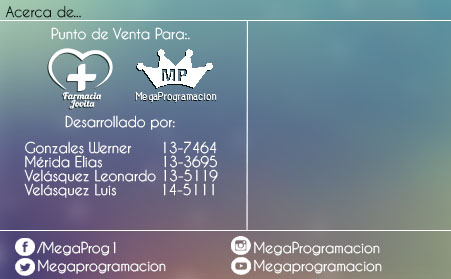 Acerca de...
Punto de Venta Para:.
Farmacia
Jovita
MP
MegaProgramacion
Desarrollado por:
Gonzales Werner 13-7464
Mérida Elias 13-3695
Velásquez Leonardo 13-5119
Velásquez Luis 14-5111
/MegaProg1
Megaprogramacion
MegaProgramacion
Megaprogramacion